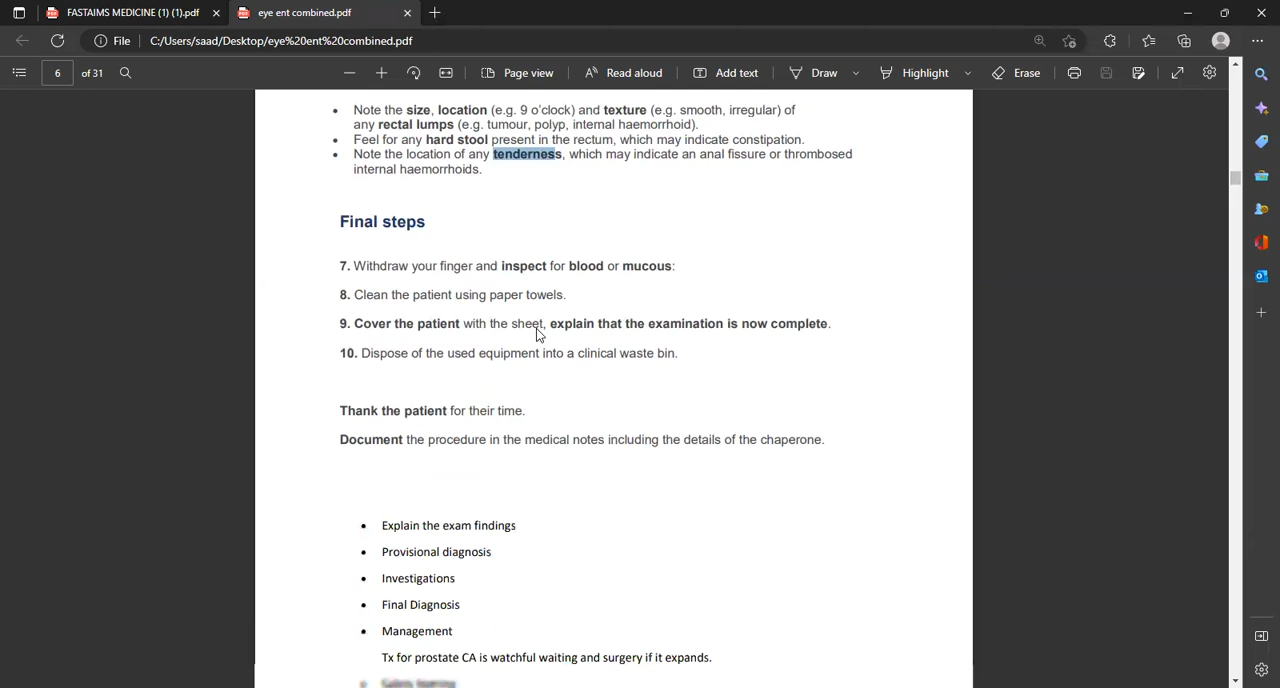 FASTAIMS MEDICINE (1) (1).pdf
eye ent combined.pdf
File
C:/Users/saad/Desktop/eye%20ent%20combined.pdf
6 of 31
Page view
Read aloud
Add text
Draw
Highlight
Erase
• Note the size, location (e.g. 9 o'clock) and texture (e.g. smooth, irregular) of
any rectal lumps (e.g. tumour, polyp, internal haemorrhoid).
• Feel for any hard stool present in the rectum, which may indicate constipation.
• Note the location of any tenderness, which may indicate an anal fissure or thrombosed
internal haemorrhoids.
Final steps
7. Withdraw your finger and inspect for blood or mucous:
8. Clean the patient using paper towels.
9. Cover the patient with the sheet, explain that the examination is now complete.
10. Dispose of the used equipment into a clinical waste bin.
Thank the patient for their time.
Document the procedure in the medical notes including the details of the chaperone.
• Explain the exam findings
• Provisional diagnosis
• Investigations
• Final Diagnosis
• Management
Tx for prostate CA is watchful waiting and surgery if it expands.